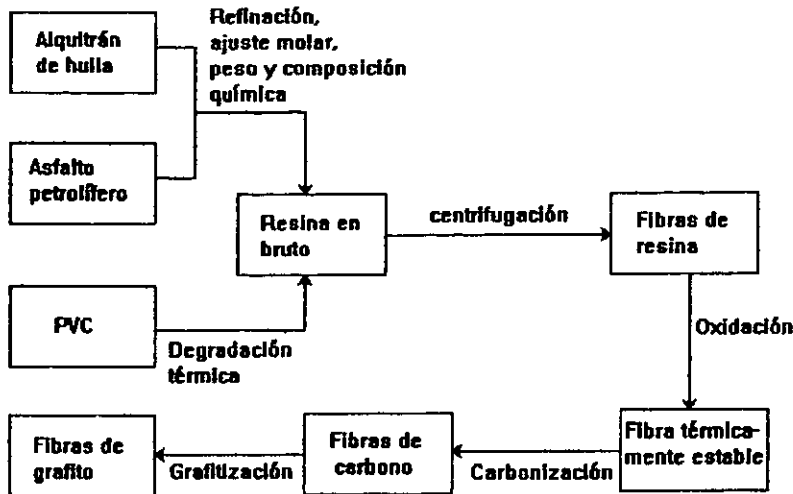 Alquitrán
de hulla
Refinación,
ajuste molar,
peso y composición
química
Asfalto
petrolífero
Resina en
bruto
centrifugación
Fibras de
resina
PVC
Degradación
térmica
Oxidación
Fibra térmica-
mente estable
Carbonización
Fibras de
carbono
Grafitización
Fibras de
grafito